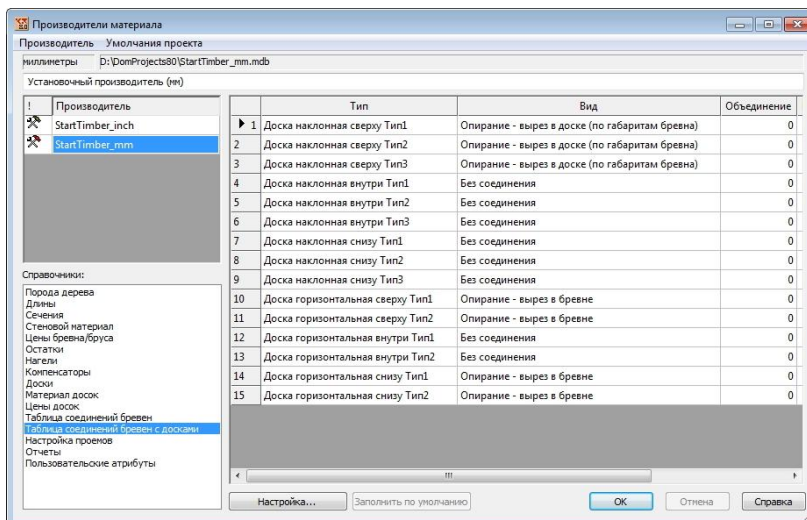 Производители материала
Производитель Умолчания проекта
миллиметры D:\DomProjects80\StartTimber_mm.mdb
Установочный производитель (мм)
! Производитель
StartTimber_inch
StartTimber_mm
Справочники:
Порода дерева
Длины
Сечения
Стеновой материал
Цены бревна/бруса
Остатки
Нагели
Компенсаторы
Доски
Материал досок
Цены досок
Таблица соединений бревен
Таблица соединений бревен с досками
Настройка проемов
Отчеты
Пользовательские атрибуты
Тип Вид Объединение
1 Доска наклонная сверху Тип1 Опирание - вырез в доске (по габаритам бревна) 0
2 Доска наклонная сверху Тип2 Опирание - вырез в доске (по габаритам бревна) 0
3 Доска наклонная сверху Тип3 Опирание - вырез в доске (по габаритам бревна) 0
4 Доска наклонная внутри Тип1 Без соединения 0
5 Доска наклонная внутри Тип2 Без соединения 0
6 Доска наклонная внутри Тип3 Без соединения 0
7 Доска наклонная снизу Тип1 Без соединения 0
8 Доска наклонная снизу Тип2 Без соединения 0
9 Доска наклонная снизу Тип3 Без соединения 0
10 Доска горизонтальная сверху Тип1 Опирание - вырез в бревне 0
11 Доска горизонтальная сверху Тип2 Опирание - вырез в бревне 0
12 Доска горизонтальная внутри Тип1 Без соединения 0
13 Доска горизонтальная внутри Тип2 Без соединения 0
14 Доска горизонтальная снизу Тип1 Опирание - вырез в бревне 0
15 Доска горизонтальная снизу Тип2 Опирание - вырез в бревне 0
Настройка... Заполнить по умолчанию ОК Отмена Справка